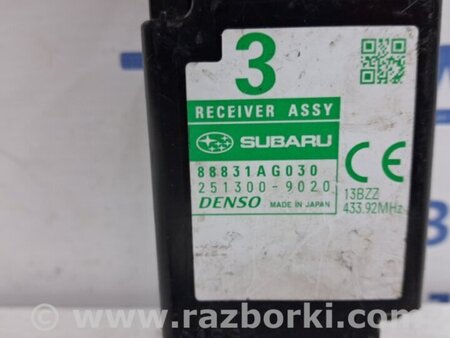 3
RECEIVER ASSY
SUBARU
88831AG030
251300-9020
DENSO MADE IN JAPAN
CE
13BZZ
433.92MHz
© www.razborki.com